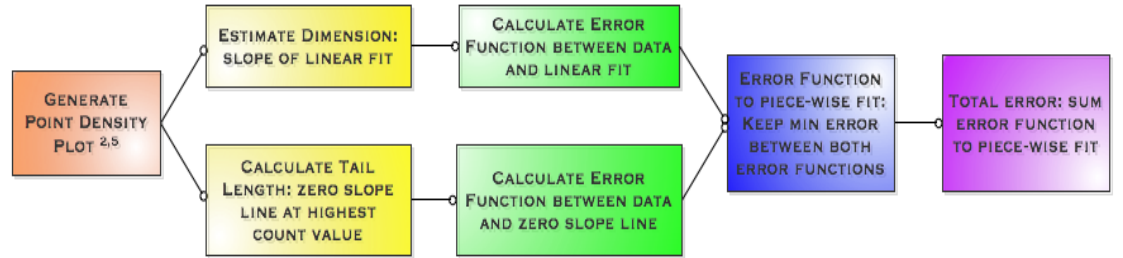 GENERATE
POINT DENSITY
PLOT 2,5
ESTIMATE DIMENSION:
SLOPE OF LINEAR FIT
CALCULATE TAIL
LENGTH: ZERO SLOPE
LINE AT HIGHEST
COUNT VALUE
CALCULATE ERROR
FUNCTION BETWEEN DATA
AND LINEAR FIT
CALCULATE ERROR
FUNCTION BETWEEN DATA
AND ZERO SLOPE LINE
ERROR FUNCTION
TO PIECE-WISE FIT:
KEEP MIN ERROR
BETWEEN BOTH
ERROR FUNCTIONS
TOTAL ERROR: SUM
ERROR FUNCTION
TO PIECE-WISE FIT